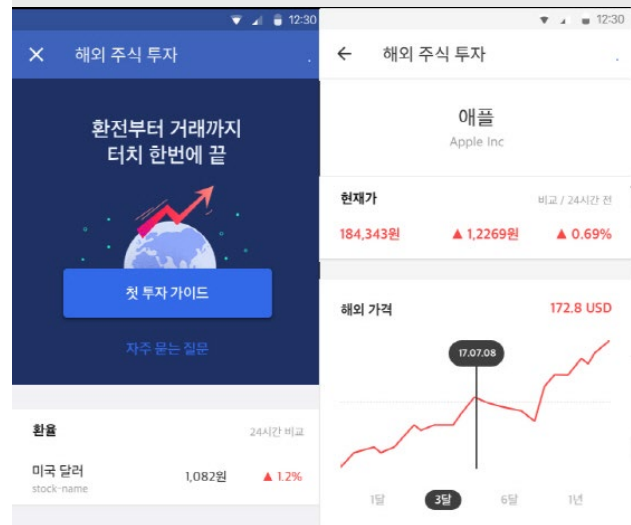 12:30
해외 주식 투자
환전부터 거래까지
터치 한번에 끝
첫 투자 가이드
자주 묻는 질문
환율 24시간 비교
미국 달러 1,082원 ▲ 1.2%
stock-name
12:30
해외 주식 투자
애플
Apple Inc
현재가 비교 / 24시간 전
184,343원 ▲ 1,2269원 ▲ 0.69%
해외 가격 172.8 USD
17.07.08
1달 3달 6달 1년